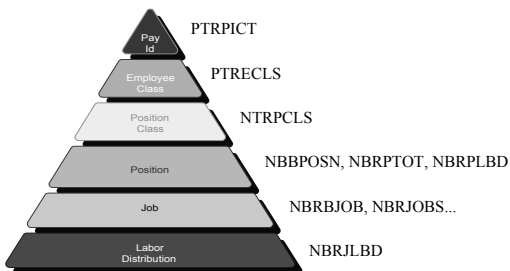 Pay
Id
PTRPICT
Employee
Class
PTRECLS
Position
Class
NTRPCLS
Position
NBBPOSN, NBRPTOT, NBRPLBD
Job
NBRBJOB, NBRJOBS...
Labor
Distribution
NBRJLBD